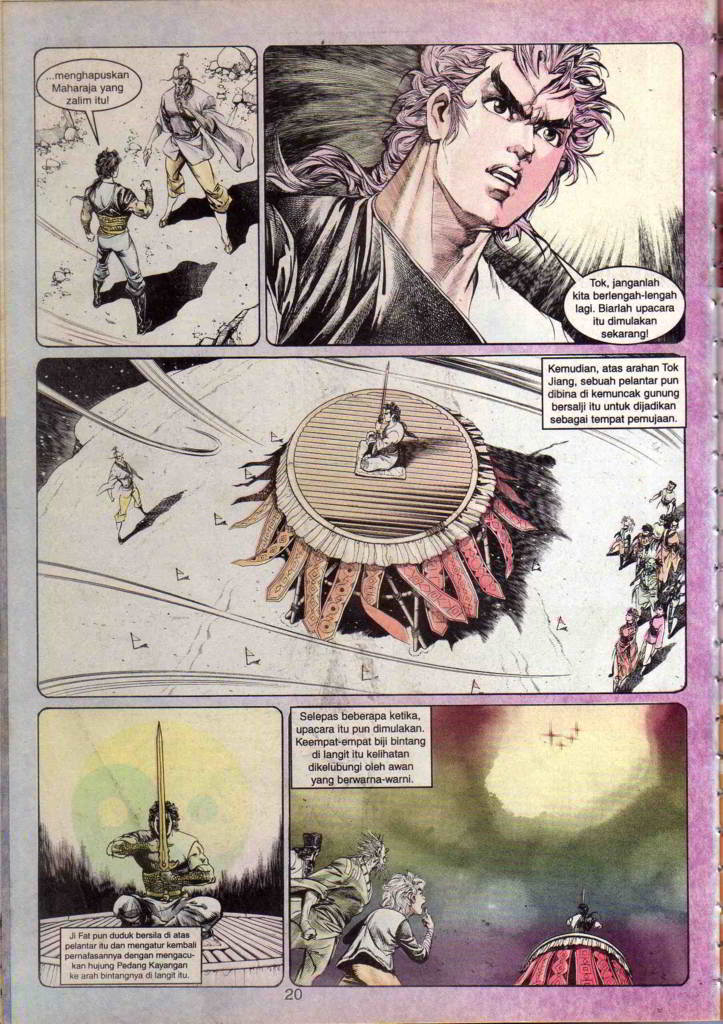 ...menghapuskan
Maharaja yang
zalim itu!
Tok, janganlah
kita berlengah-lengah
lagi. Biarlah upacara
itu dimulakan
sekarang!
Kemudian, atas arahan Tok
Jiang, sebuah pelantar pun
dibina di kemuncak gunung
bersalji itu untuk dijadikan
sebagai tempat pemujaan.
Ji Fat pun duduk bersila di atas
pelantar itu dan mengatur kembali
pernafasannya dengan mengacu-
kan hujung Pedang Kayangan
ke arah bintangnya di langit itu.
Selepas beberapa ketika,
upacara itu pun dimulakan.
Keempat-empat biji bintang
di langit itu kelihatan
dikelubungi oleh awan
yang berwarna-warni.
20